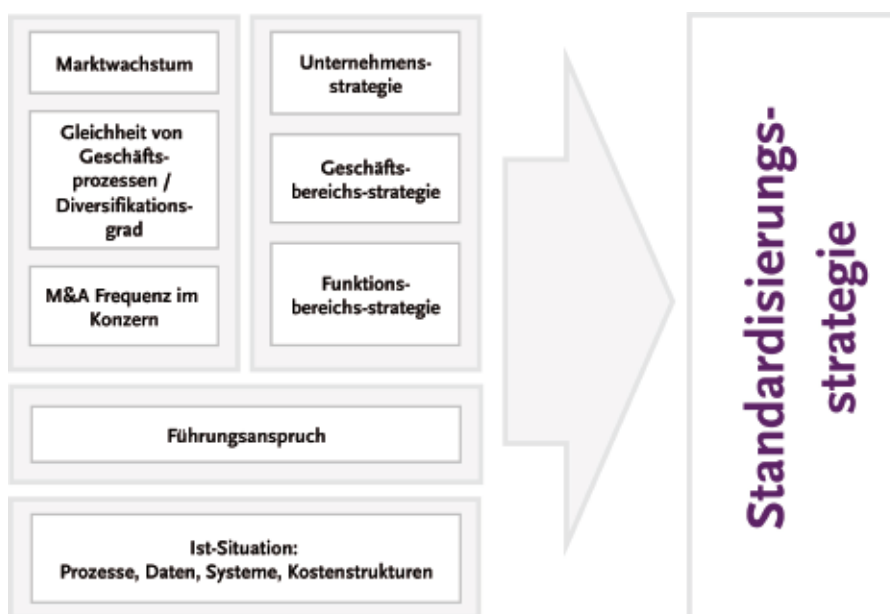 Marktwachstum
Gleichheit von
Geschäfts-
prozessen /
Diversifikations-
grad
M&A Frequenz im
Konzern
Unternehmens-
strategie
Geschäfts-
bereichs-strategie
Funktions-
bereichs-strategie
Führungsanspruch
Ist-Situation:
Prozesse, Daten, Systeme, Kostenstrukturen
Standardisierungs-
strategie